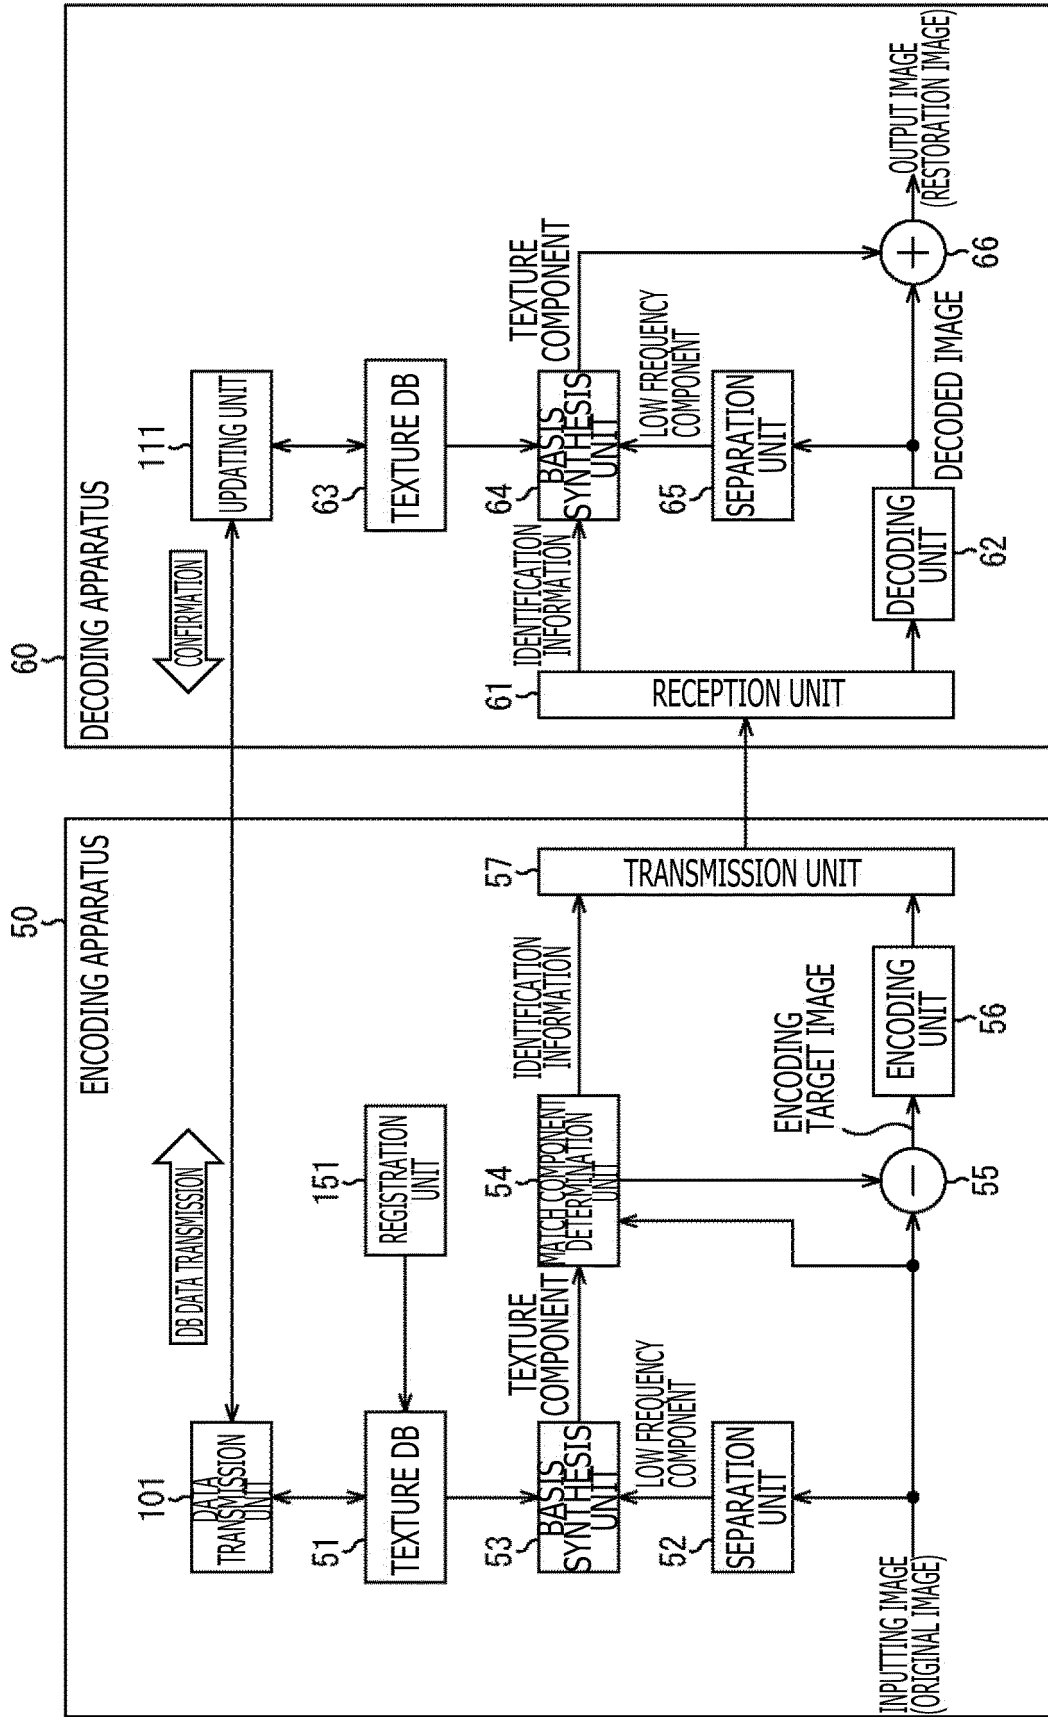 50
ENCODING APPARATUS
DB DATA TRANSMISSION
101
DATA
TRANSMISSION
UNIT
51
TEXTURE DB
151
REGISTRATION
UNIT
53
BASIS
SYNTHESIS
UNIT
TEXTURE
COMPONENT
54
MATCH COMPONENT
DETERMINATION
UNIT
IDENTIFICATION
INFORMATION
57
TRANSMISSION UNIT
LOW FREQUENCY
COMPONENT
52
SEPARATION
UNIT
ENCODING
TARGET IMAGE
INPUTTING IMAGE
(ORIGINAL IMAGE)
−
55
ENCODING
UNIT
56
60
DECODING APPARATUS
CONFIRMATION
111
UPDATING UNIT
63
TEXTURE DB
61
RECEPTION UNIT
IDENTIFICATION
INFORMATION
64
BASIS
SYNTHESIS
UNIT
TEXTURE
COMPONENT
LOW FREQUENCY
COMPONENT
65
SEPARATION
UNIT
DECODING
UNIT
62
DECODED IMAGE
+
66
OUTPUT IMAGE
(RESTORATION IMAGE)